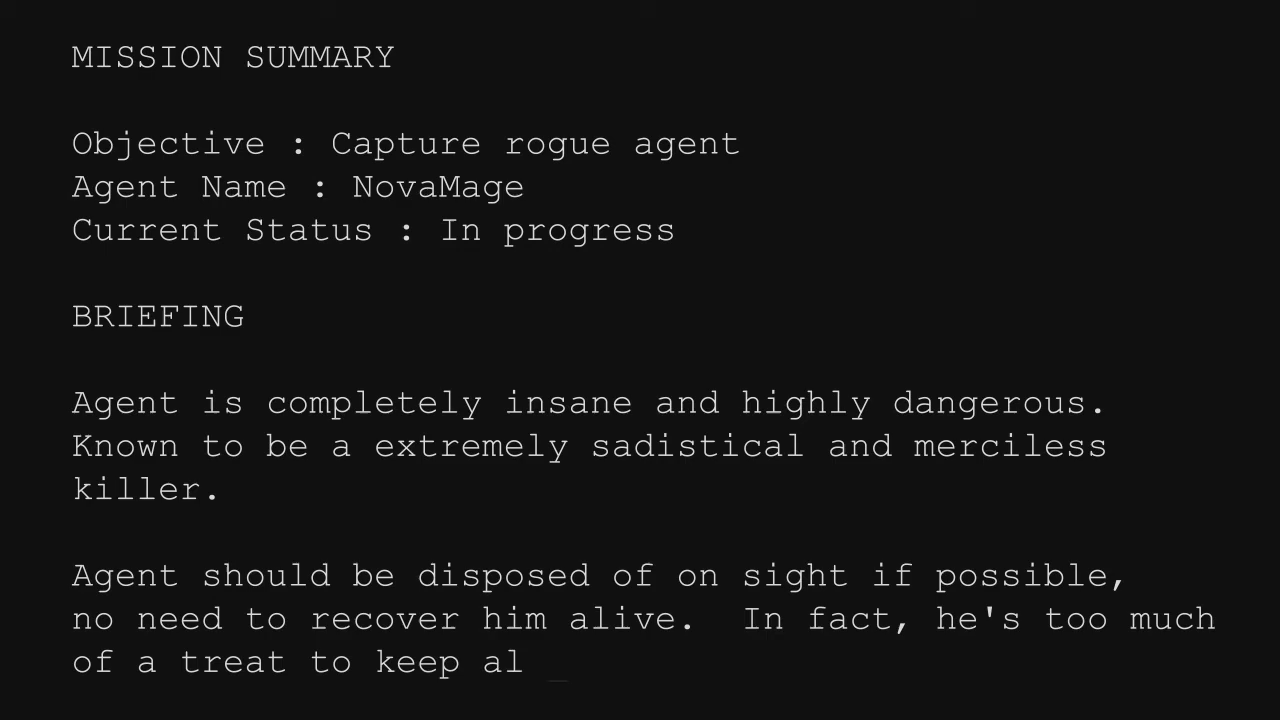 MISSION SUMMARY
Objective : Capture rogue agent
Agent Name : NovaMage
Current Status : In progress
BRIEFING
Agent is completely insane and highly dangerous.
Known to be a extremely sadistical and merciless
killer.
Agent should be disposed of on sight if possible,
no need to recover him alive.  In fact, he's too much
of a treat to keep al _